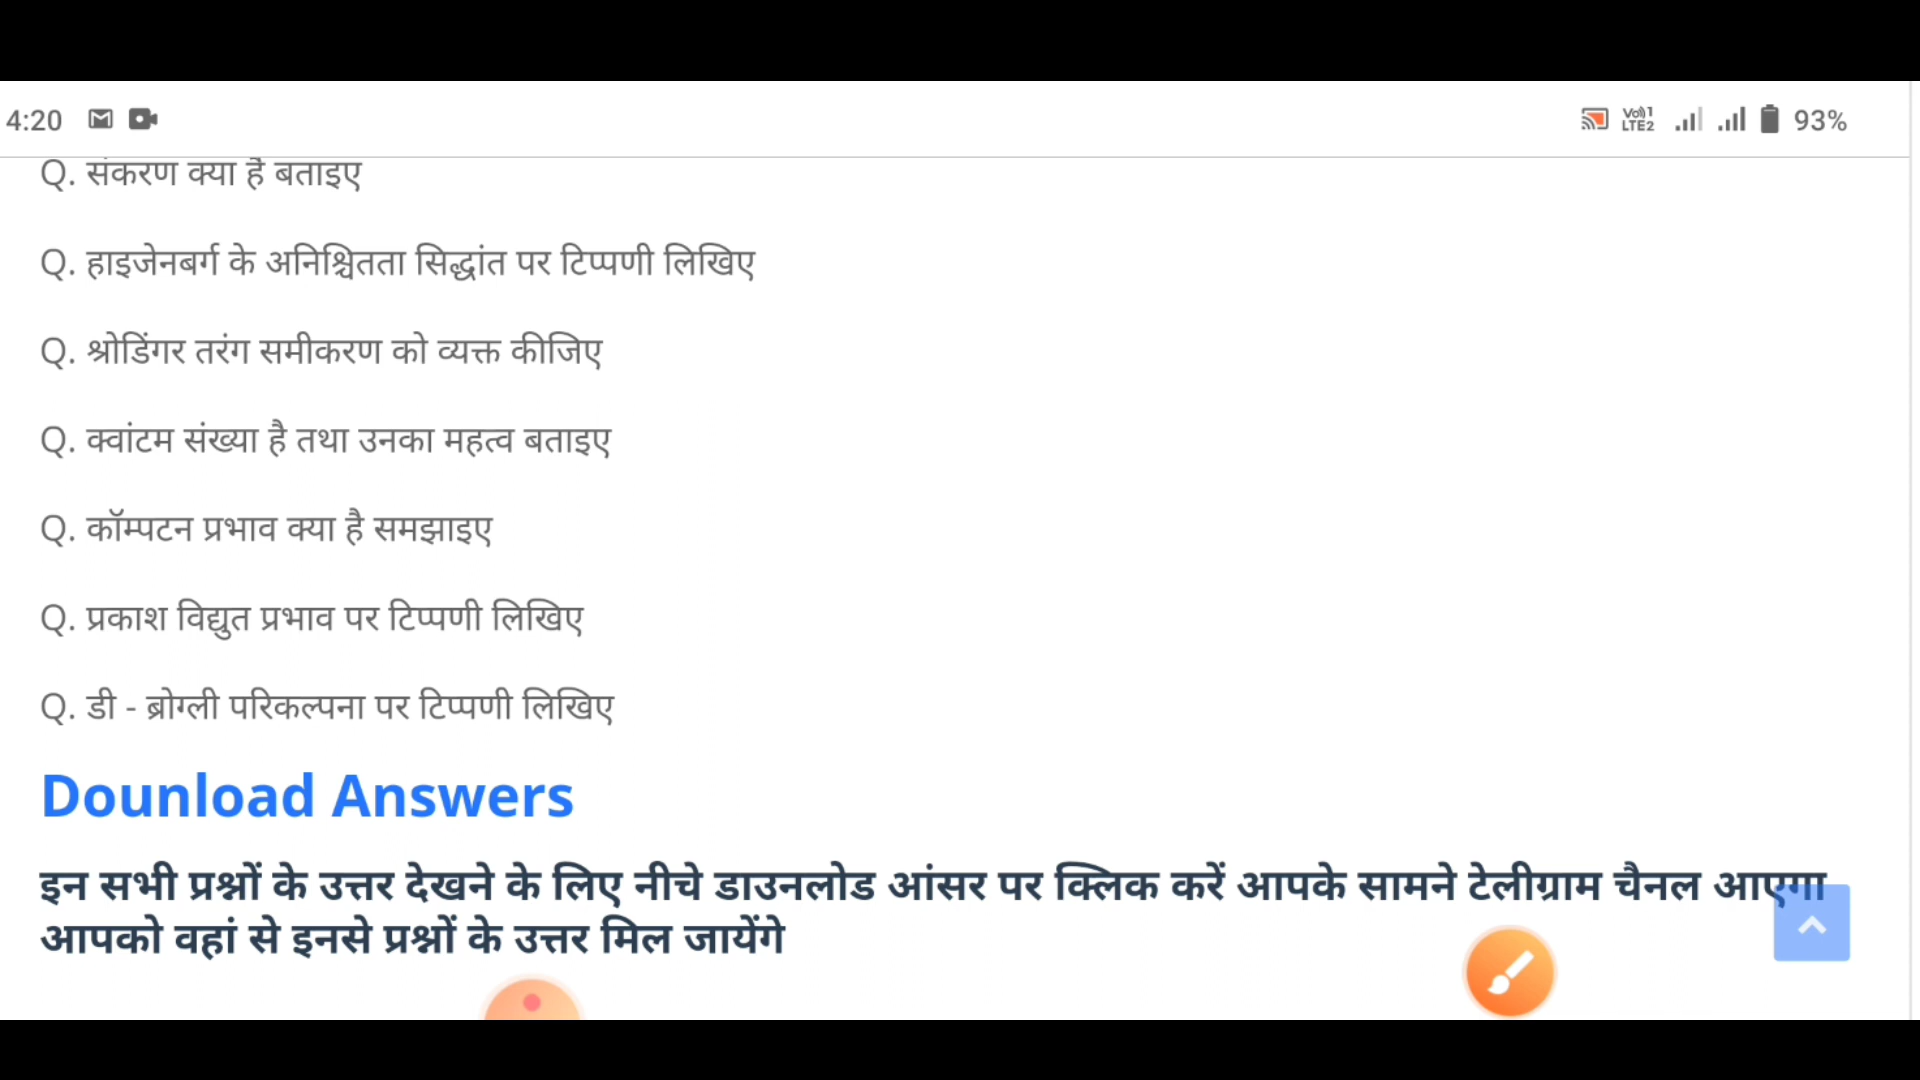 4:20
Vo))1
LTE2
93%
Q. संकरण क्या है बताइए
Q. हाइजेनबर्ग के अनिश्चितता सिद्धांत पर टिप्पणी लिखिए
Q. श्रोडिंगर तरंग समीकरण को व्यक्त कीजिए
Q. क्वांटम संख्या है तथा उनका महत्व बताइए
Q. कॉम्पटन प्रभाव क्या है समझाइए
Q. प्रकाश विद्युत प्रभाव पर टिप्पणी लिखिए
Q. डी - ब्रोग्ली परिकल्पना पर टिप्पणी लिखिए
Dounload Answers
इन सभी प्रश्नों के उत्तर देखने के लिए नीचे डाउनलोड आंसर पर क्लिक करें आपके सामने टेलीग्राम चैनल आएगा
आपको वहां से इनसे प्रश्नों के उत्तर मिल जायेंगे